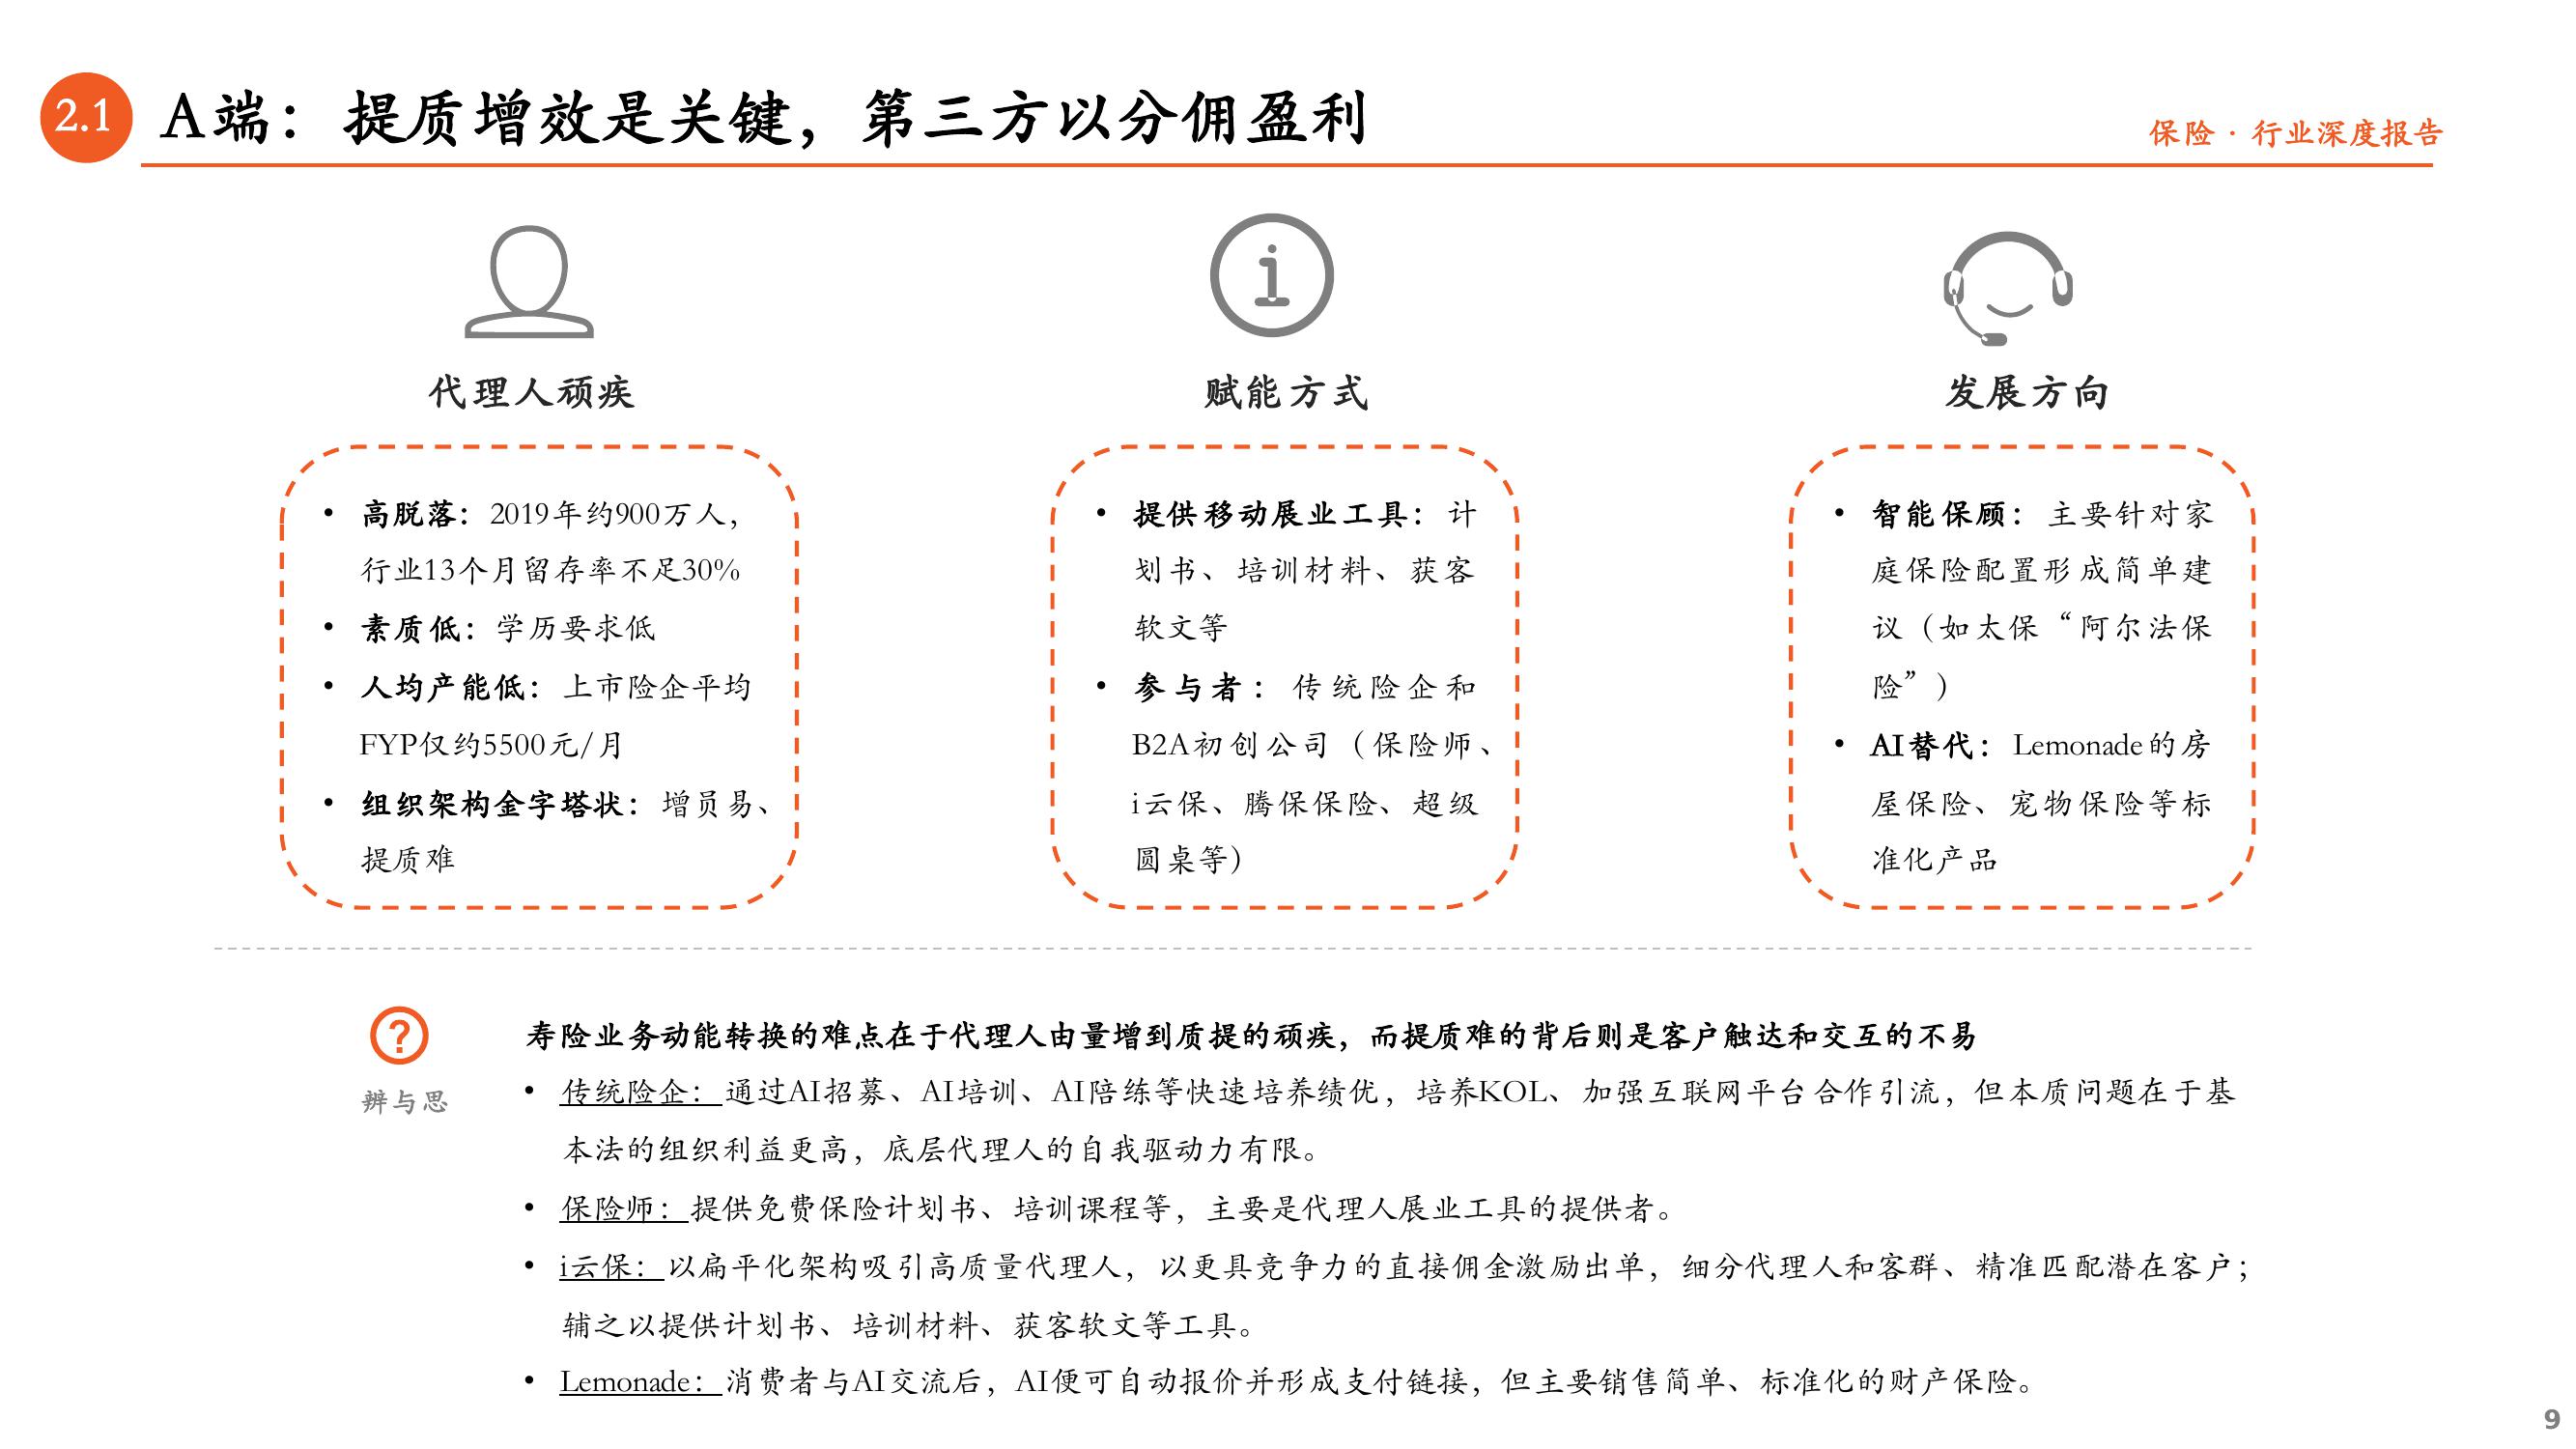 2.1
A端：提质增效是关键，第三方以分佣盈利
保险 · 行业深度报告
代理人顽疾
• 高脱落：2019年约900万人，
行业13个月留存率不足30%
• 素质低：学历要求低
• 人均产能低：上市险企平均
FYP仅约5500元/月
• 组织架构金字塔状：增员易、
提质难
赋能方式
• 提供移动展业工具：计
划书、培训材料、获客
软文等
• 参与者：传统险企和
B2A初创公司（保险师、
i云保、腾保保险、超级
圆桌等）
发展方向
• 智能保顾：主要针对家
庭保险配置形成简单建
议（如太保“阿尔法保
险”）
• AI替代：Lemonade的房
屋保险、宠物保险等标
准化产品
?
辨与思
寿险业务动能转换的难点在于代理人由量增到质提的顽疾，而提质难的背后则是客户触达和交互的不易
• 传统险企：通过AI招募、AI培训、AI陪练等快速培养绩优，培养KOL、加强互联网平台合作引流，但本质问题在于基
本法的组织利益更高，底层代理人的自我驱动力有限。
• 保险师：提供免费保险计划书、培训课程等，主要是代理人展业工具的提供者。
• i云保：以扁平化架构吸引高质量代理人，以更具竞争力的直接佣金激励出单，细分代理人和客群、精准匹配潜在客户；
辅之以提供计划书、培训材料、获客软文等工具。
• Lemonade：消费者与AI交流后，AI便可自动报价并形成支付链接，但主要销售简单、标准化的财产保险。
9